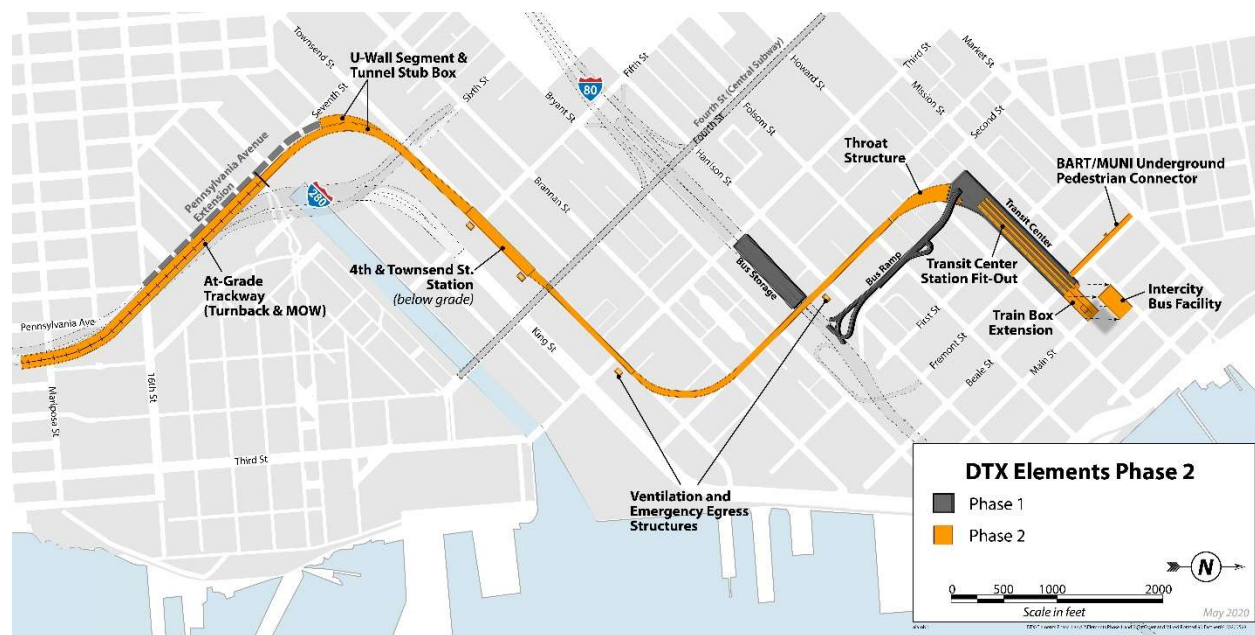 Townsend St
U-Wall Segment &
Tunnel Stub Box
Seventh St
Sixth St
Fifth St
80
Bryant St
Fourth St (Central Subway)
Fourth St
Howard St
Folsom St
Harrison St
Third St
Mission St
Market St
Second St
Throat
Structure
BART/MUNI Underground
Pedestrian Connector
Pennsylvania Avenue
Extension
280
Brannan St
Transit Center
Bus Storage
Bus Ramp
Transit Center
Station Fit-Out
At-Grade
Trackway
(Turnback & MOW)
4th & Townsend St.
Station
(below grade)
Intercity
Bus Facility
Train Box
Extension
Pennsylvania Ave
King St
First St
Fremont St
Beale St
Main St
Mariposa St
16th St
Third St
Ventilation and
Emergency Egress
Structures
DTX Elements Phase 2
Phase 1
Phase 2
N
0 500 1000 2000
Scale in feet
May 2020